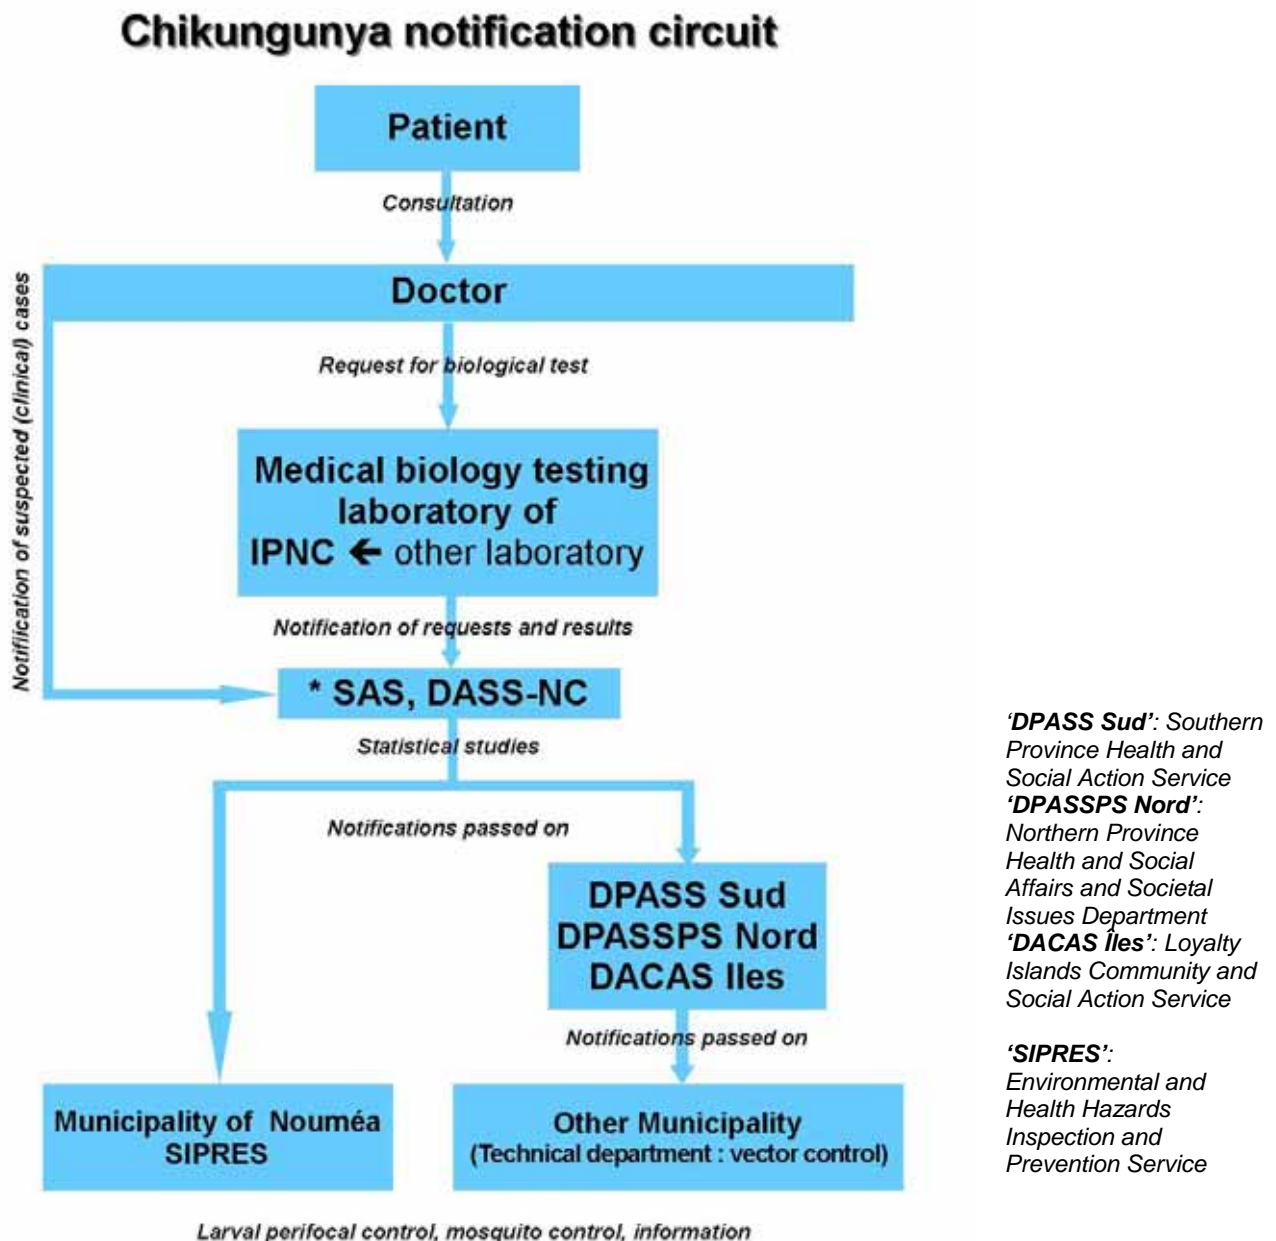 Chikungunya notification circuit
Patient
Consultation
Doctor
Notifiication of suspected (clinical) cases
Request for biological test
Medical biology testing
laboratory of
IPNC ← other laboratory
Notification of requests and results
* SAS, DASS-NC
Statistical studies
Notifications passed on
DPASS Sud
DPASSPS Nord
DACAS Iles
Notifications passed on
Municipality of Nouméa
SIPRES
Other Municipality
(Technical department : vector control)
Larval perifocal control, mosquito control, information
‘DPASS Sud’: Southern
Province Health and
Social Action Service
‘DPASSPS Nord’:
Northern Province
Health and Social
Affairs and Societal
Issues Department
‘DACAS Îles’: Loyalty
Islands Community and
Social Action Service
‘SIPRES’:
Environmental and
Health Hazards
Inspection and
Prevention Service